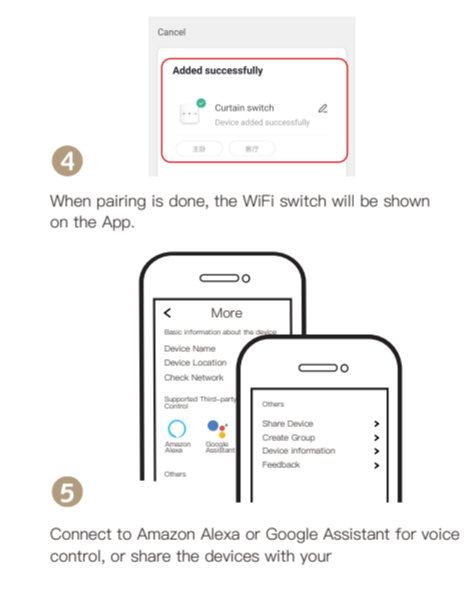 Cancel
Added successfully
Curtain switch
Device added successfully
主卧 客厅
4
When pairing is done, the WiFi switch will be shown
on the App.
More
Basic information about the device
Device Name
Device Location
Check Network
Supported Third-party
Control
Amazon
Alexa
Google
Assistant
Others
Others
Share Device
Create Group
Device information
Feedback
5
Connect to Amazon Alexa or Google Assistant for voice
control, or share the devices with your